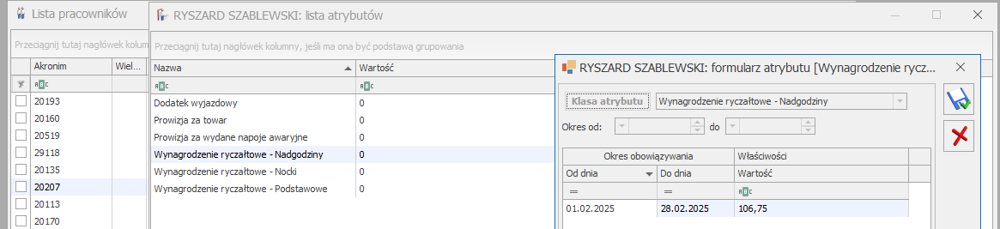 Lista pracowników
Przeciągnij tutaj nagłówek kolum
Akronim Wiel...
20193
20160
20519
29118
20135
20207
20113
20170
RYSZARD SZABLEWSKI: lista atrybutów
Przeciągnij tutaj nagłówek kolumny, jeśli ma ona być podstawą grupowania
Nazwa Wartość
Dodatek wyjazdowy 0
Prowizja za towar 0
Prowizja za wydane napoje awaryjne 0
Wynagrodzenie ryczałtowe - Nadgodziny 0
Wynagrodzenie ryczałtowe - Nocki 0
Wynagrodzenie ryczałtowe - Podstawowe 0
RYSZARD SZABLEWSKI: formularz atrybutu [Wynagrodzenie rycz...
Klasa atrybutu Wynagrodzenie ryczałtowe - Nadgodziny
Okres od: do
Okres obowiązywania Właściwości
Od dnia Do dnia Wartość
= =
01.02.2025 28.02.2025 106,75